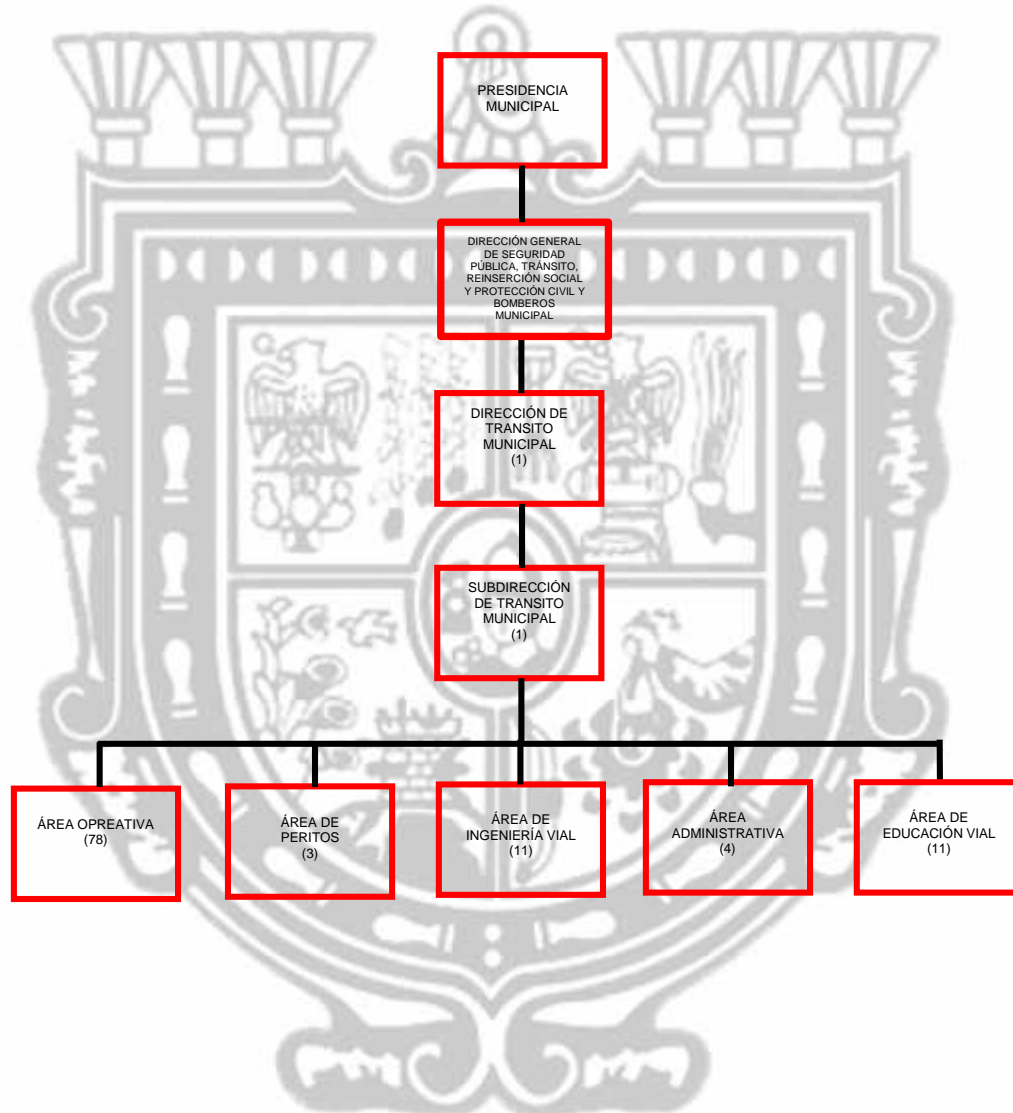 PRESIDENCIA
MUNICIPAL
DIRECCIÓN GENERAL
DE SEGURIDAD
PÚBLICA, TRÁNSITO,
REINSERCIÓN SOCIAL
Y PROTECCIÓN CIVIL Y
BOMBEROS
MUNICIPAL
DIRECCIÓN DE
TRANSITO
MUNICIPAL
(1)
SUBDIRECCIÓN
DE TRANSITO
MUNICIPAL
(1)
ÁREA OPREATIVA
(78)
ÁREA DE
PERITOS
(3)
ÁREA DE
INGENIERÍA VIAL
(11)
ÁREA
ADMINISTRATIVA
(4)
ÁREA DE
EDUCACIÓN VIAL
(11)